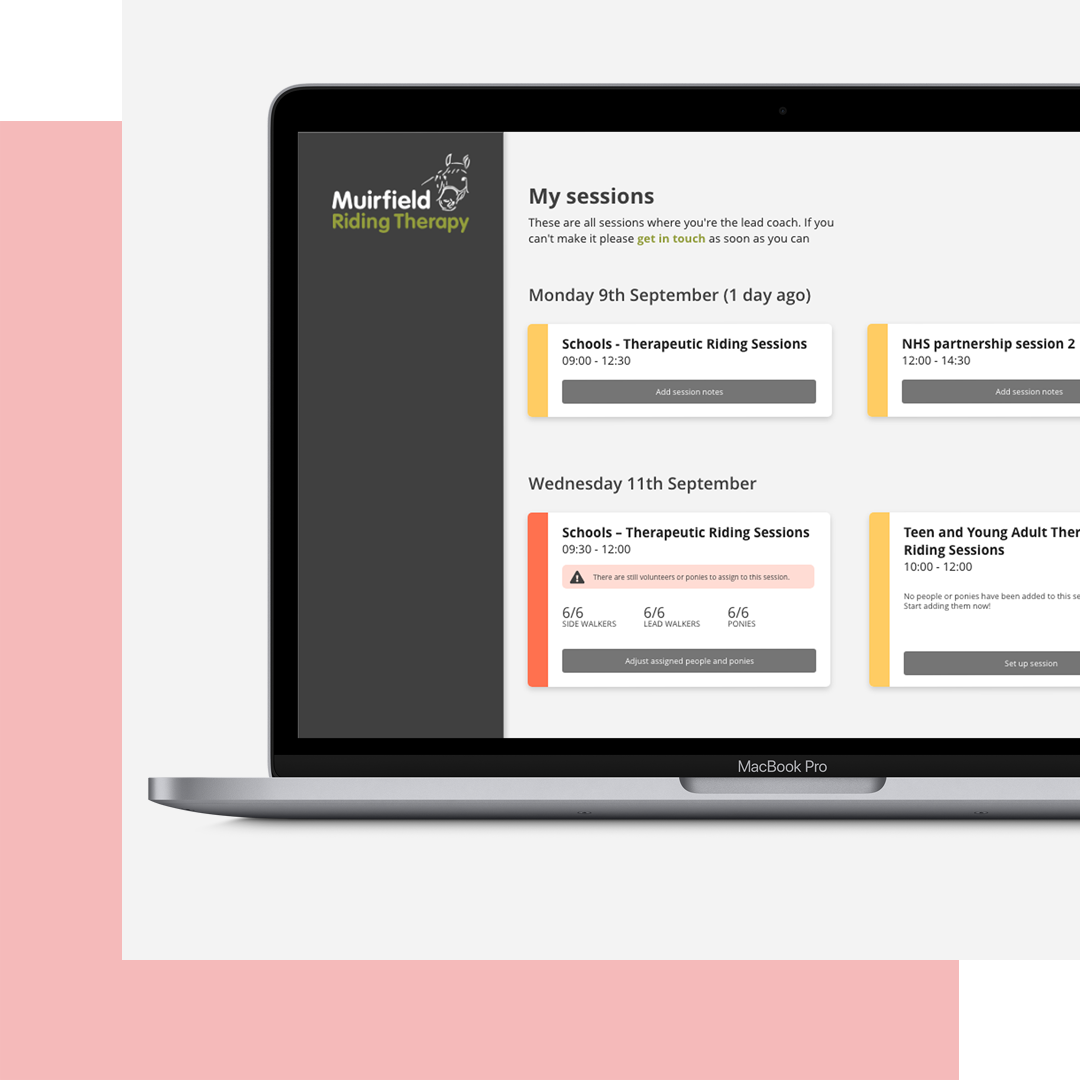 Muirfield
Riding Therapy
My sessions
These are all sessions where you're the lead coach. If you
can't make it please get in touch as soon as you can
Monday 9th September (1 day ago)
Schools - Therapeutic Riding Sessions
09:00 - 12:30
Add session notes
NHS partnership session 2
12:00 - 14:30
Add session notes
Wednesday 11th September
Schools – Therapeutic Riding Sessions
09:30 - 12:00
There are still volunteers or ponies to assign to this session.
6/6 6/6 6/6
SIDE WALKERS LEAD WALKERS PONIES
Adjust assigned people and ponies
Teen and Young Adult Ther
Riding Sessions
10:00 - 12:00
No people or ponies have been added to this se
Start adding them now!
Set up session
MacBook Pro